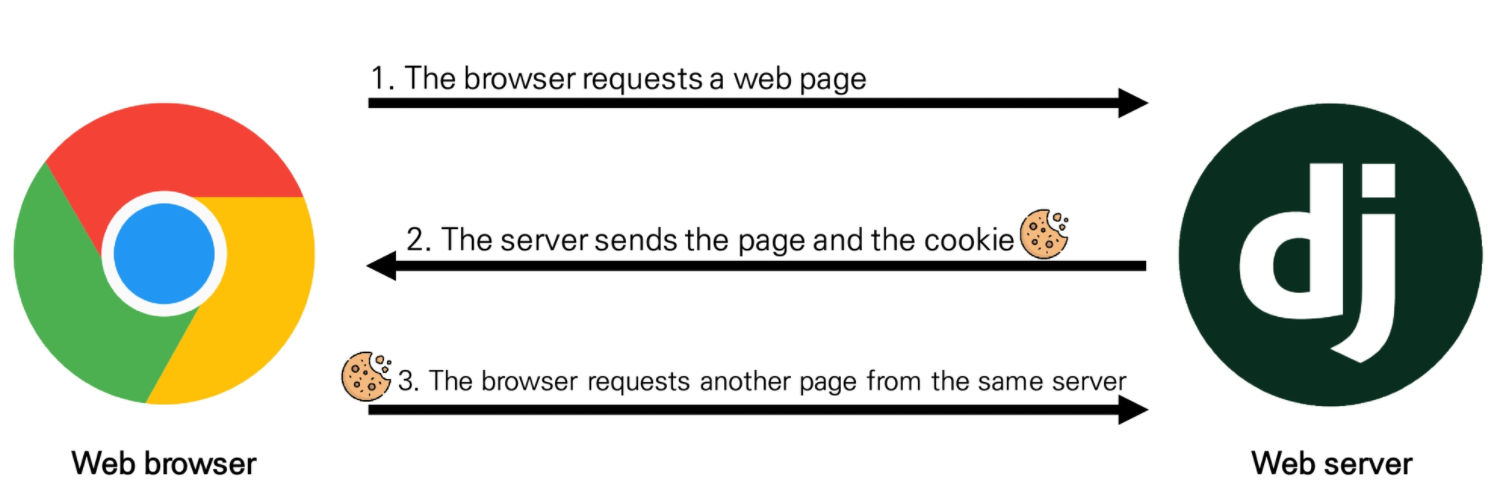 1. The browser requests a web page
2. The server sends the page and the cookie
3. The browser requests another page from the same server
dj
Web browser
Web server